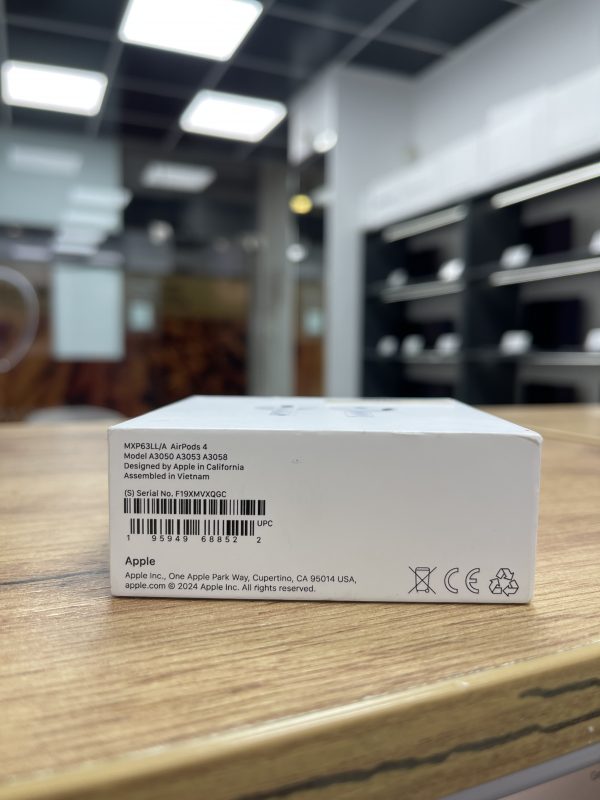 MXP63LL/A AirPods 4
Model A3050 A3053 A3058
Designed by Apple in California
Assembled in Vietnam
(S) Serial No. F19XMVXQGC
UPC
1 95949 68852 2
Apple
Apple Inc., One Apple Park Way, Cupertino, CA 95014 USA,
apple.com © 2024 Apple Inc. All rights reserved.
CE